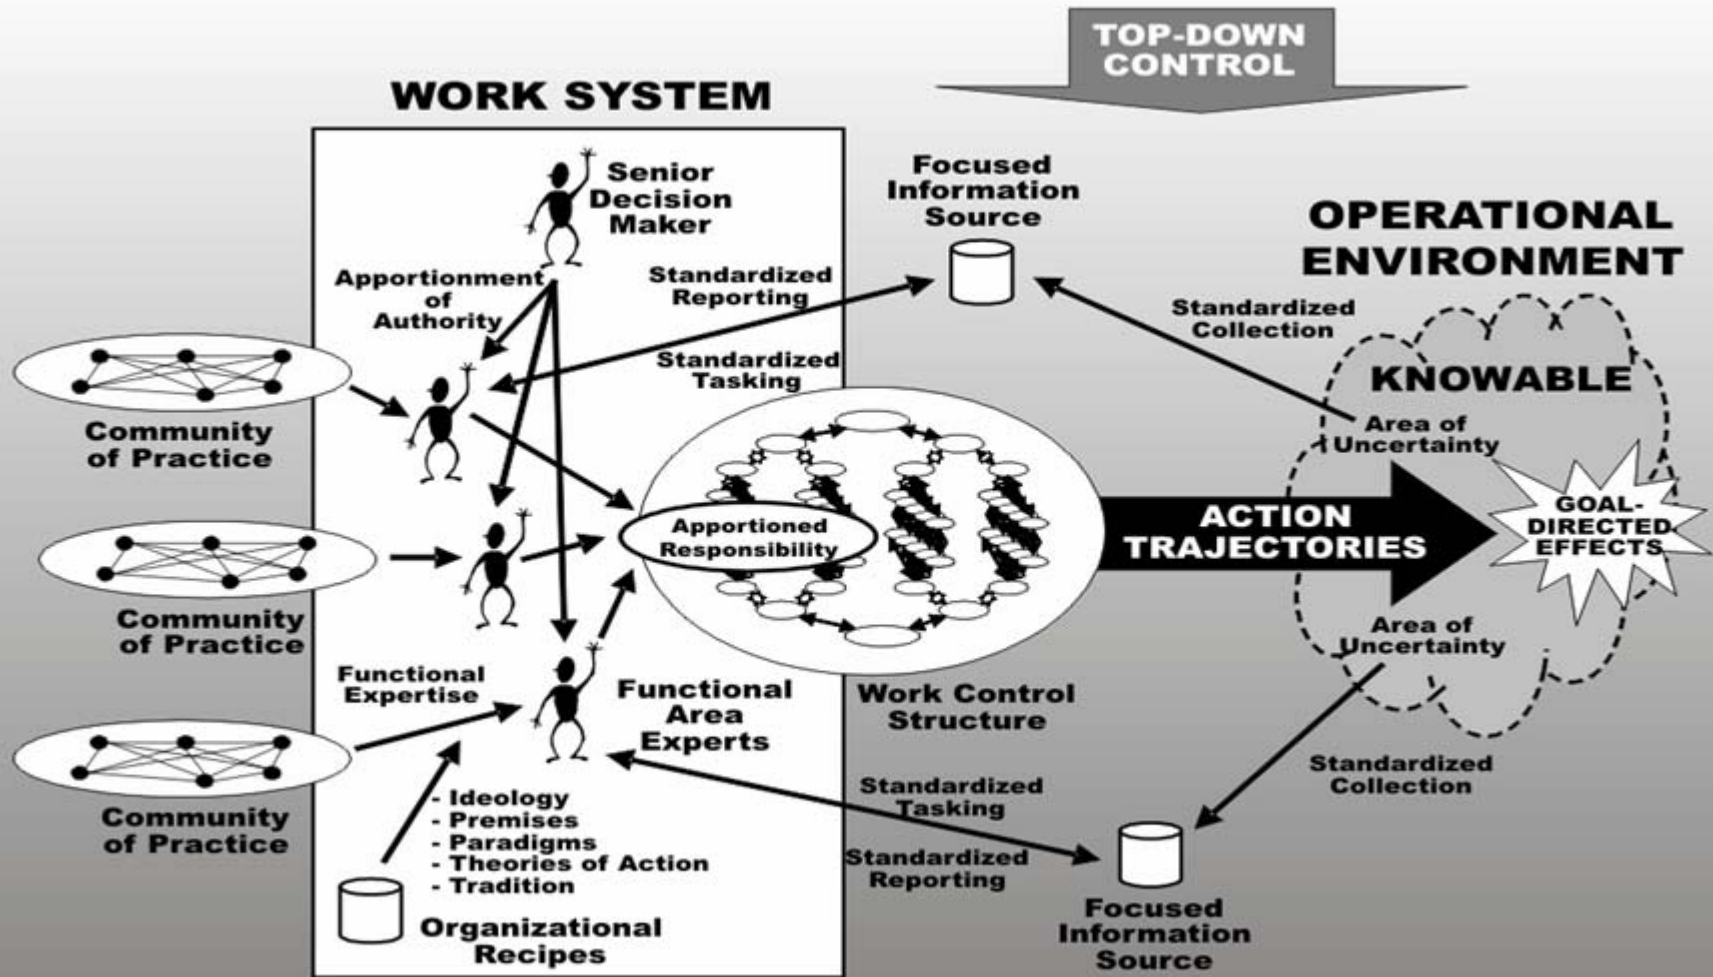 TOP-DOWN
CONTROL
WORK SYSTEM
Senior
Decision
Maker
Focused
Information
Source
OPERATIONAL
ENVIRONMENT
Apportionment
of
Authority
Standardized
Reporting
Standardized
Tasking
Standardized
Collection
KNOWABLE
Area of
Uncertainty
Community
of Practice
Apportioned
Responsibility
ACTION
TRAJECTORIES
GOAL-
DIRECTED
EFFECTS
Community
of Practice
Area of
Uncertainty
Functional
Expertise
Functional
Area
Experts
Work Control
Structure
Standardized
Collection
Community
of Practice
Standardized
Tasking
Standardized
Reporting
- Ideology
- Premises
- Paradigms
- Theories of Action
- Tradition
Organizational
Recipes
Focused
Information
Source